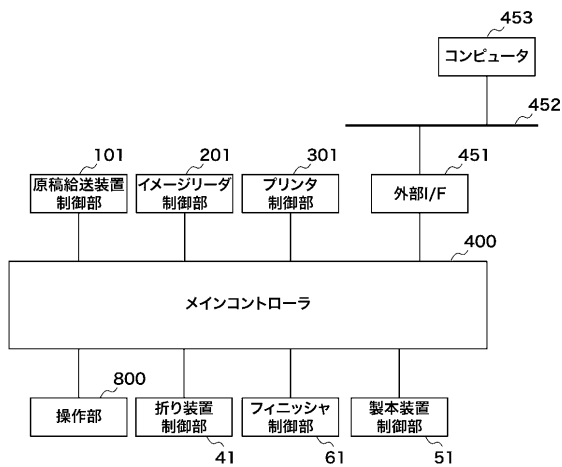 453
コンピュータ
452
101
201
301
451
原稿給送装置
制御部
イメージリーダ
制御部
プリンタ
制御部
外部I/F
400
メインコントローラ
800
操作部
折り装置
制御部
フィニッシャ
制御部
製本装置
制御部
41
61
51